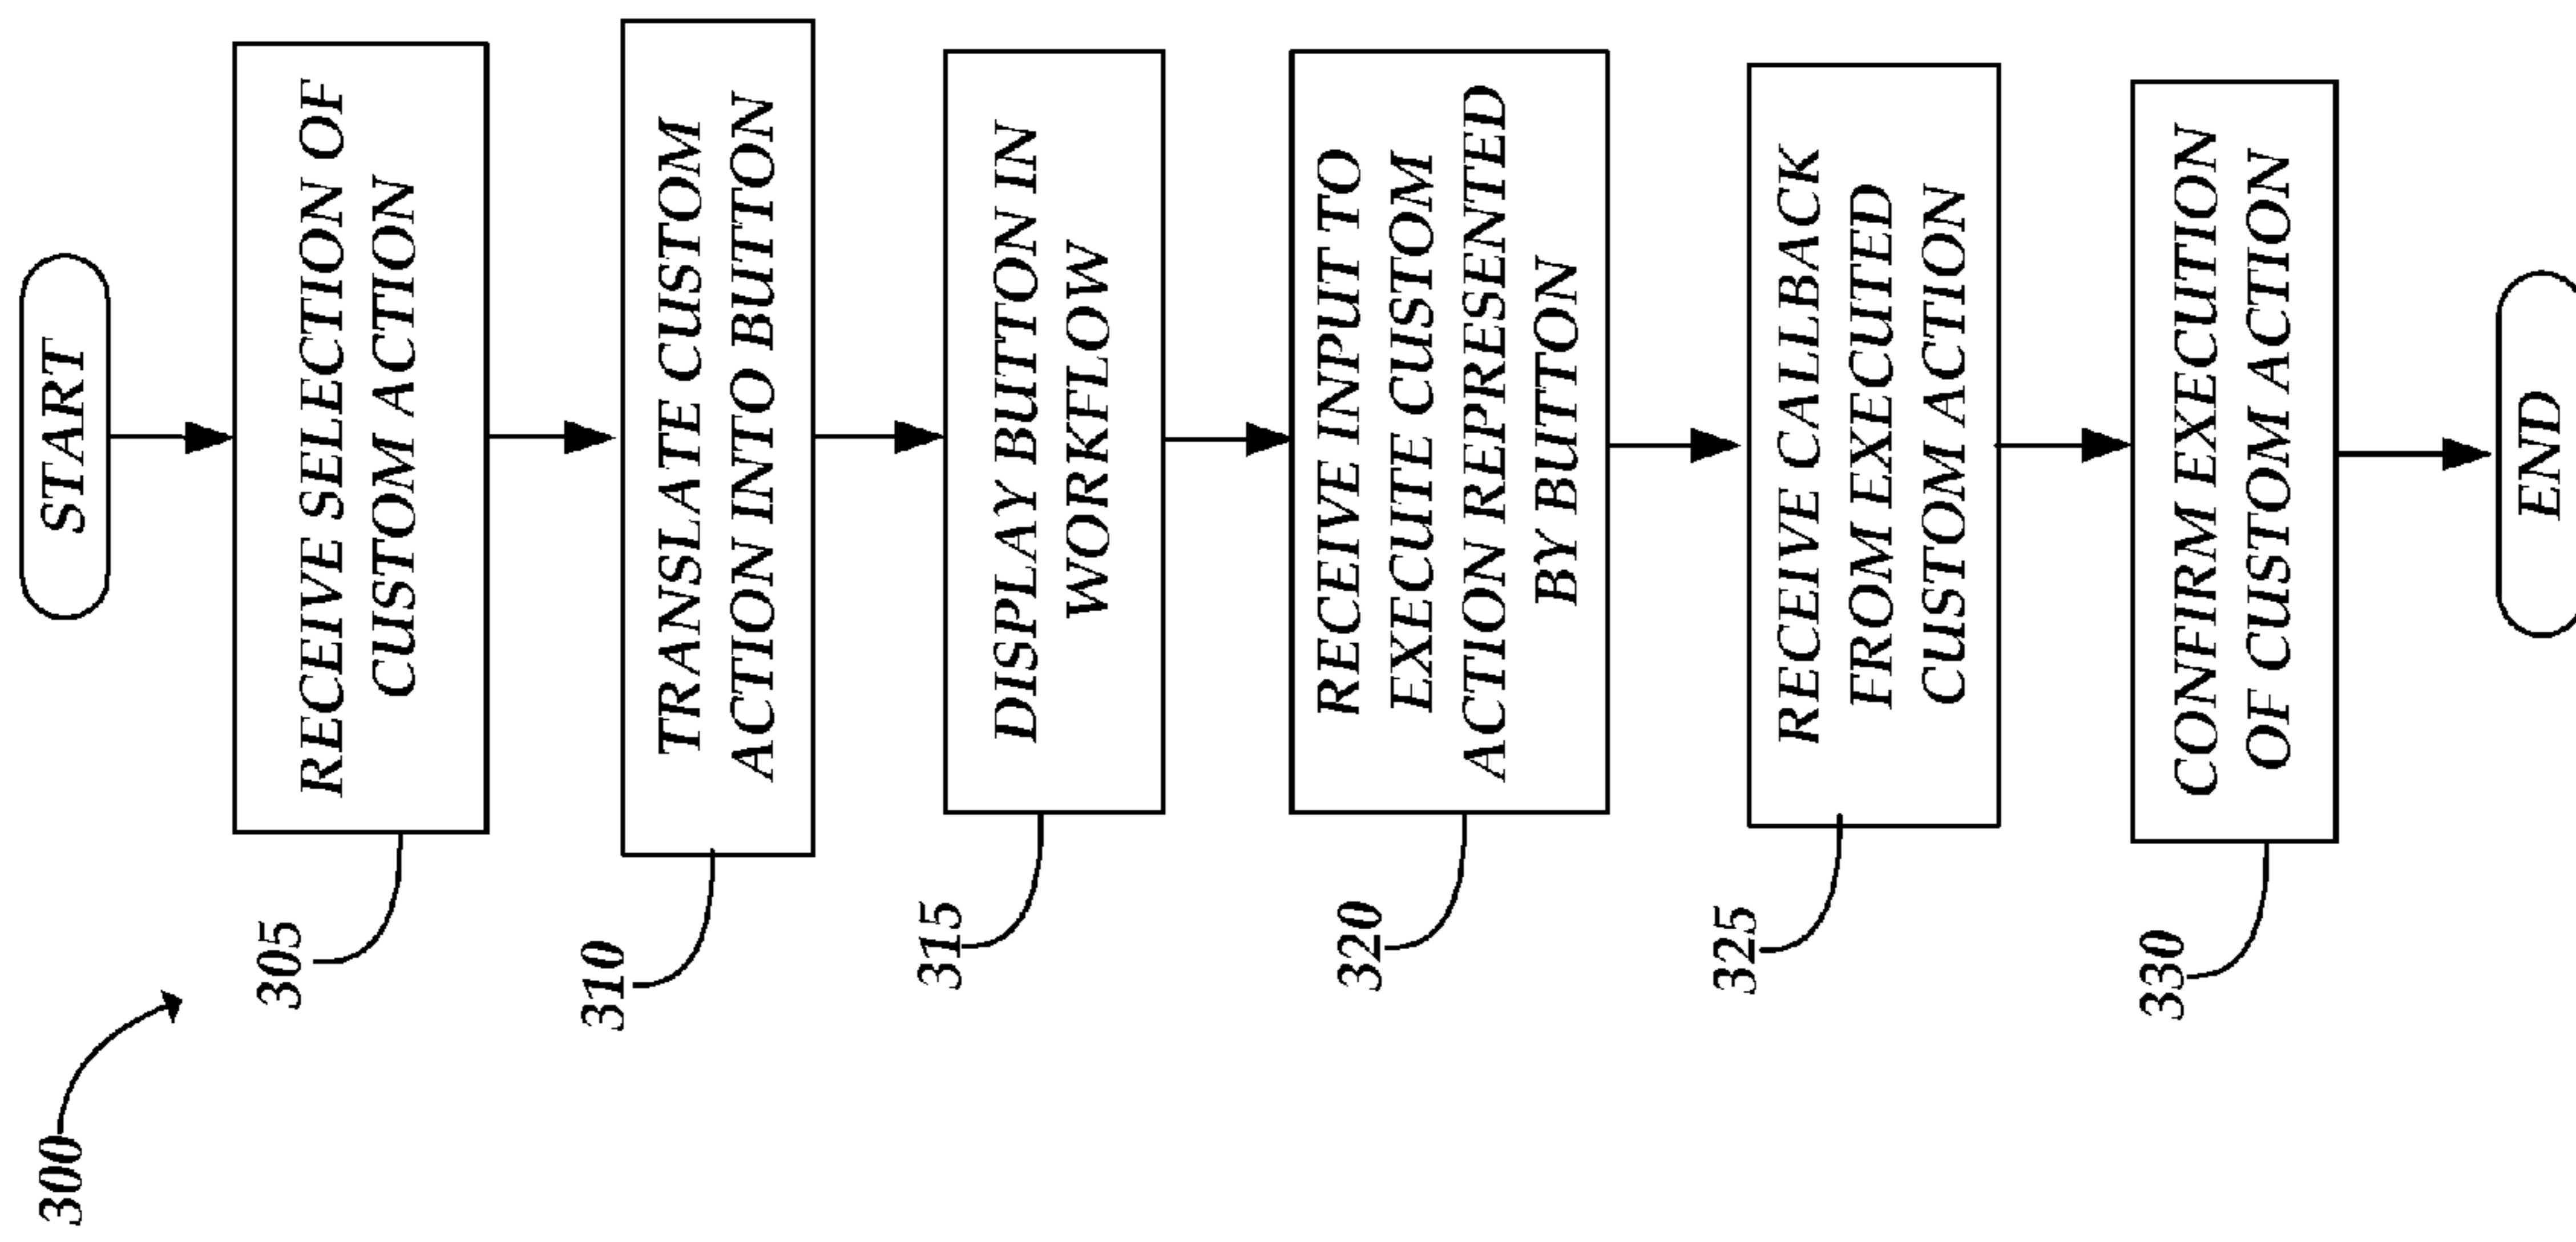 300
START
305
RECEIVE SELECTION OF
CUSTOM ACTION
310
TRANSLATE CUSTOM
ACTION INTO BUTTON
315
DISPLAY BUTTON IN
WORKFLOW
320
RECEIVE INPUT TO
EXECUTE CUSTOM
ACTION REPRESENTED
BY BUTTON
325
RECEIVE CALLBACK
FROM EXECUTED
CUSTOM ACTION
330
CONFIRM EXECUTION
OF CUSTOM ACTION
END